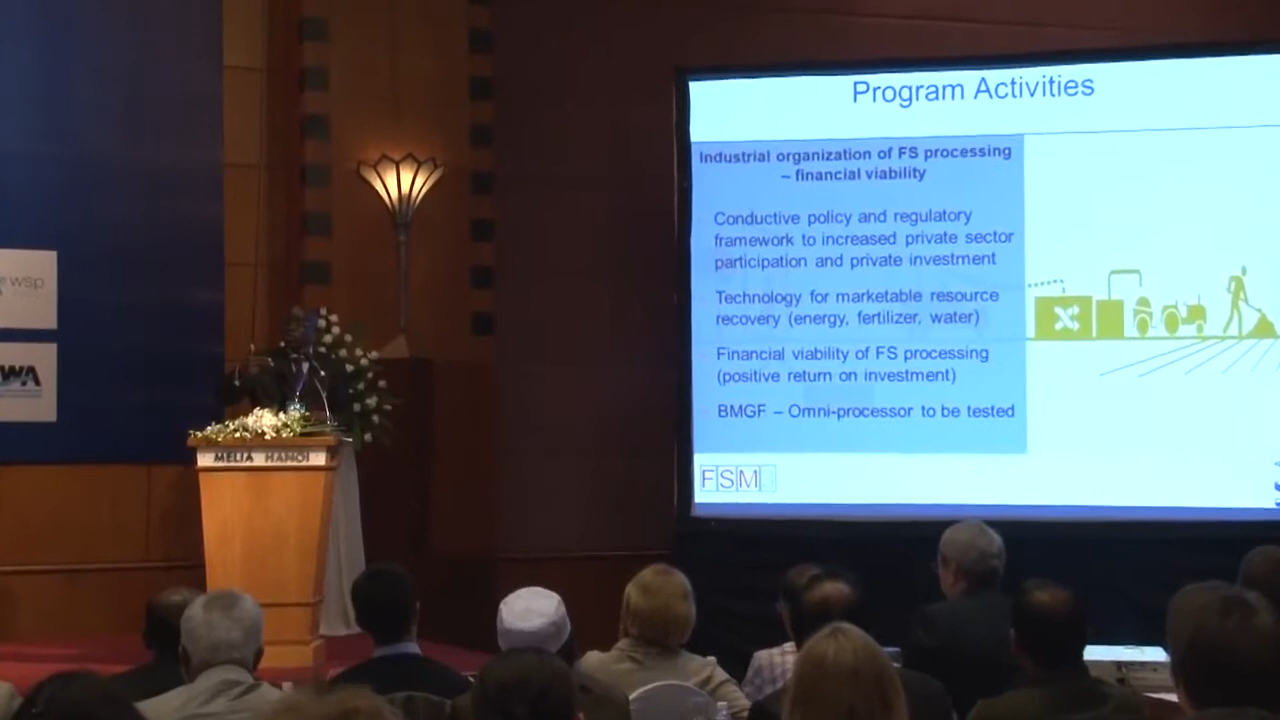 Program Activities
Industrial organization of FS processing
– financial viability
Conductive policy and regulatory
framework to increased private sector
participation and private investment
Technology for marketable resource
recovery (energy, fertilizer, water)
Financial viability of FS processing
(positive return on investment)
BMGF – Omni-processor to be tested
FSM
wsp
WA
MELIA HANOI